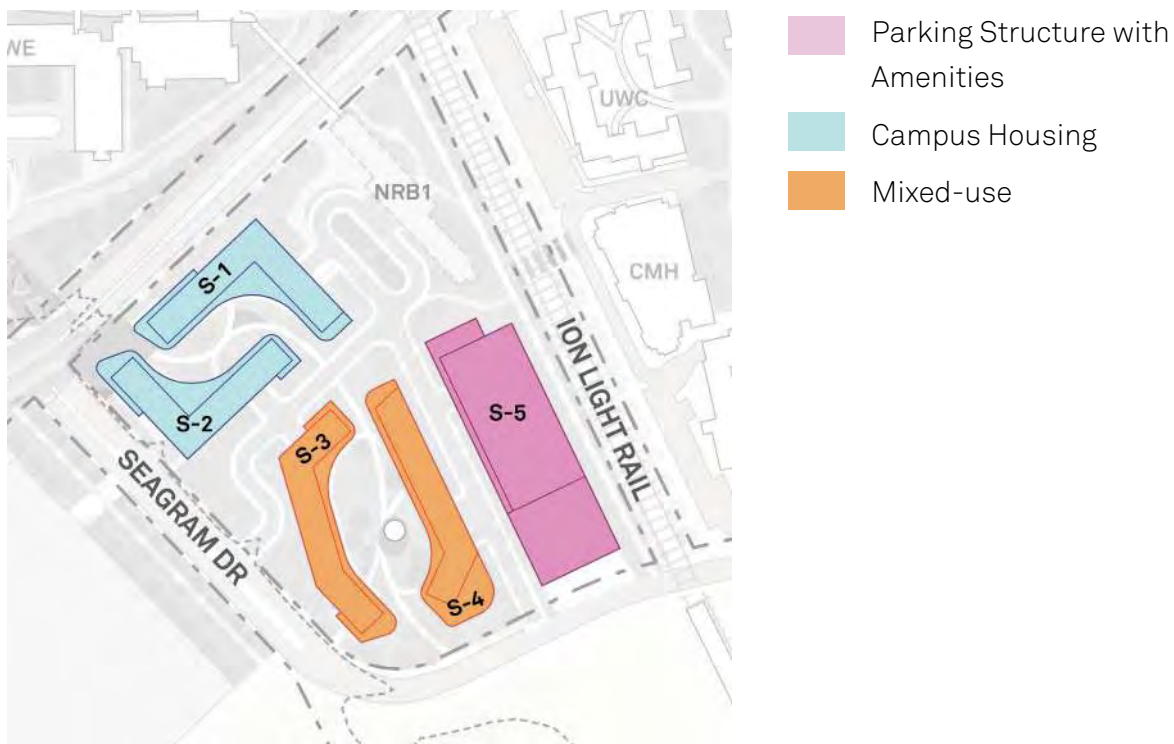 WE
UWC
NRB1
CMH
S-1
S-2
S-3
S-4
S-5
SEAGRAM DR
ION LIGHT RAIL
Parking Structure with
Amenities
Campus Housing
Mixed-use